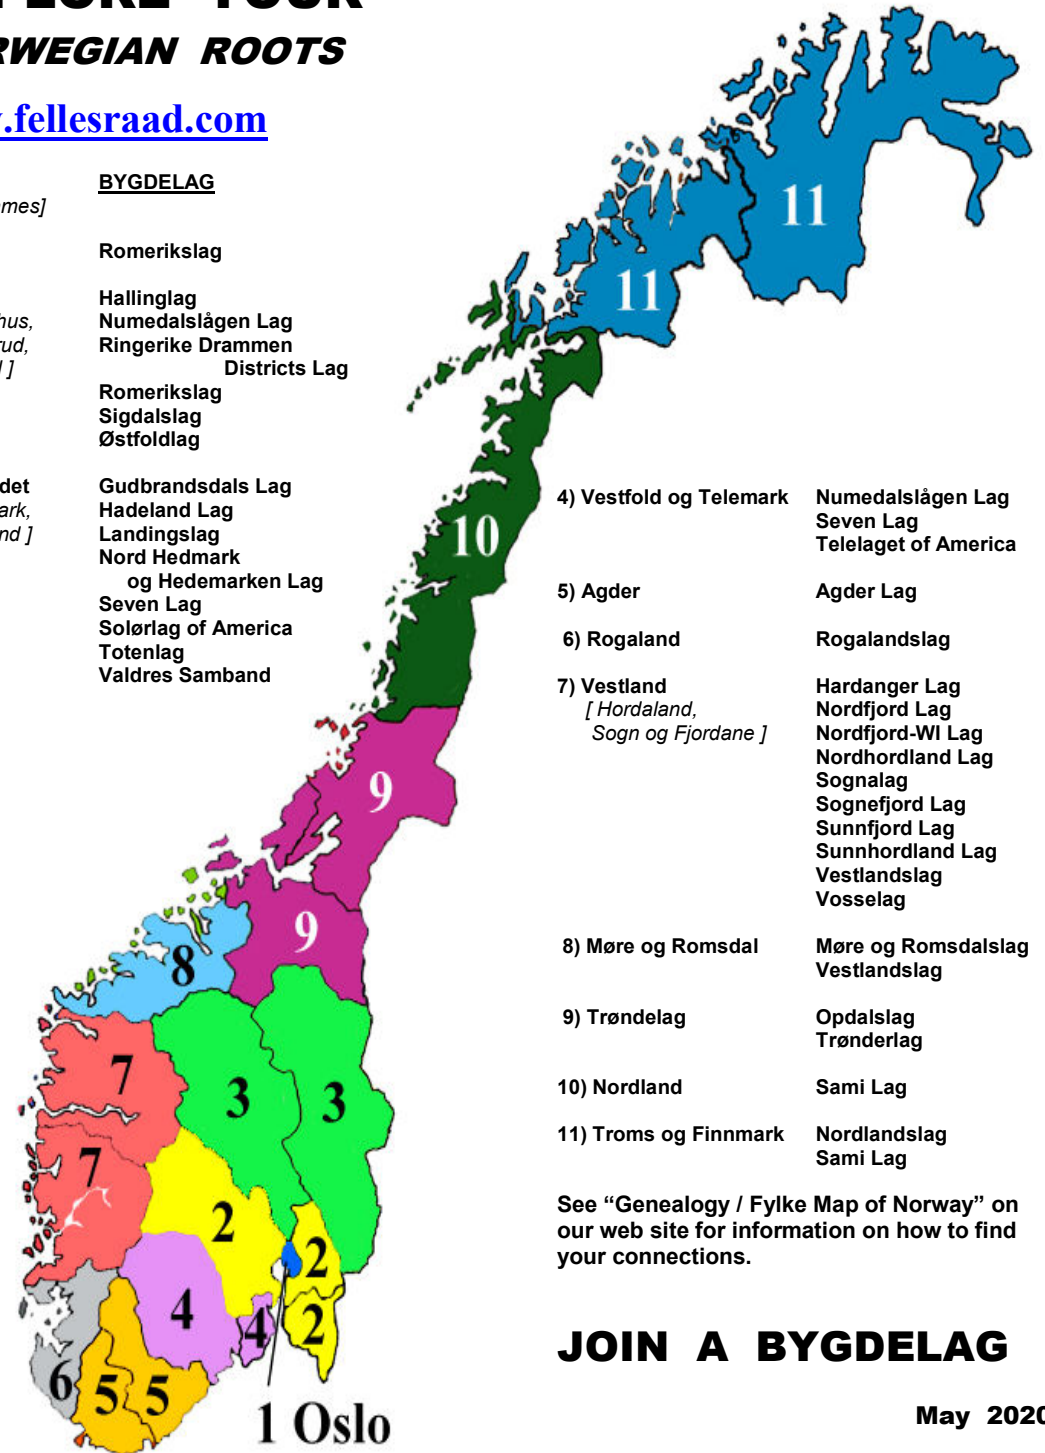 RWEGIAN ROOTS
.fellesraad.com
BYGDELAG
mes]
Romerikslag
Hallinglag
hus,
Numedalslågen Lag
rud,
Ringerike Drammen
Districts Lag
Romerikslag
Sigdalslag
Østfoldlag
det
Gudbrandsdals Lag
ark,
Hadeland Lag
nd ]
Landingslag
Nord Hedmark
og Hedemarken Lag
Seven Lag
Solørlag of America
Totenlag
Valdres Samband
4) Vestfold og Telemark
Numedalslågen Lag
Seven Lag
Telelaget of America
5) Agder
Agder Lag
6) Rogaland
Rogalandslag
7) Vestland
Hardanger Lag
[ Hordaland,
Nordfjord Lag
Sogn og Fjordane ]
Nordfjord-WI Lag
Nordhordland Lag
Sognalag
Sognefjord Lag
Sunnfjord Lag
Sunnhordland Lag
Vestlandslag
Vosselag
8) Møre og Romsdal
Møre og Romsdalslag
Vestlandslag
9) Trøndelag
Opdalslag
Trønderlag
10) Nordland
Sami Lag
11) Troms og Finnmark
Nordlandslag
Sami Lag
See “Genealogy / Fylke Map of Norway” on
our web site for information on how to find
your connections.
JOIN A BYGDELAG
May 2020
11
11
10
9
9
8
7
3
3
7
2
2
4
4
2
6
5
5
1 Oslo